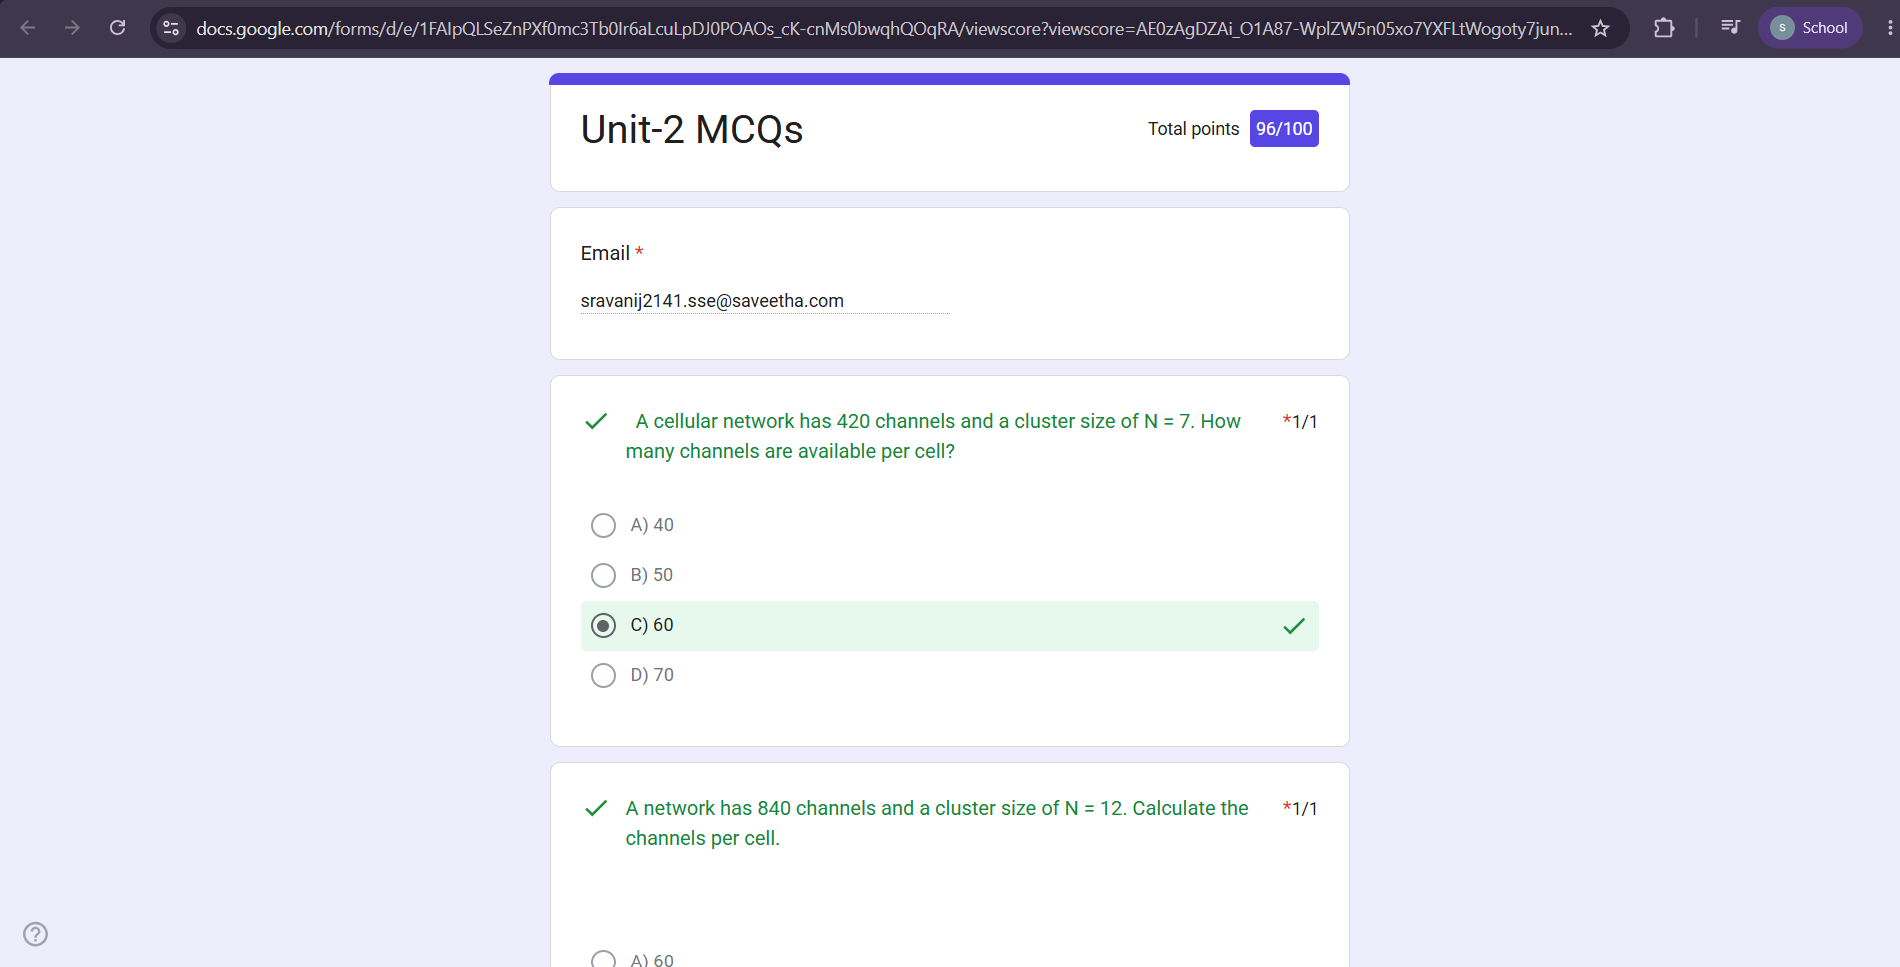 docs.google.com/forms/d/e/1FAIpQLSeZnPXf0mc3Tb0Ir6aLcuLpDJ0POAOs_cK-cnMs0bwqhQOqRA/viewscore?viewscore=AE0zAgDZAi_O1A87-WplZW5n05xo7YXFLtWogoty7jun...
S School
Unit-2 MCQs
Total points 96/100
Email *
sravanij2141.sse@saveetha.com
A cellular network has 420 channels and a cluster size of N = 7. How *1/1
many channels are available per cell?
A) 40
B) 50
C) 60
D) 70
A network has 840 channels and a cluster size of N = 12. Calculate the *1/1
channels per cell.
A) 60